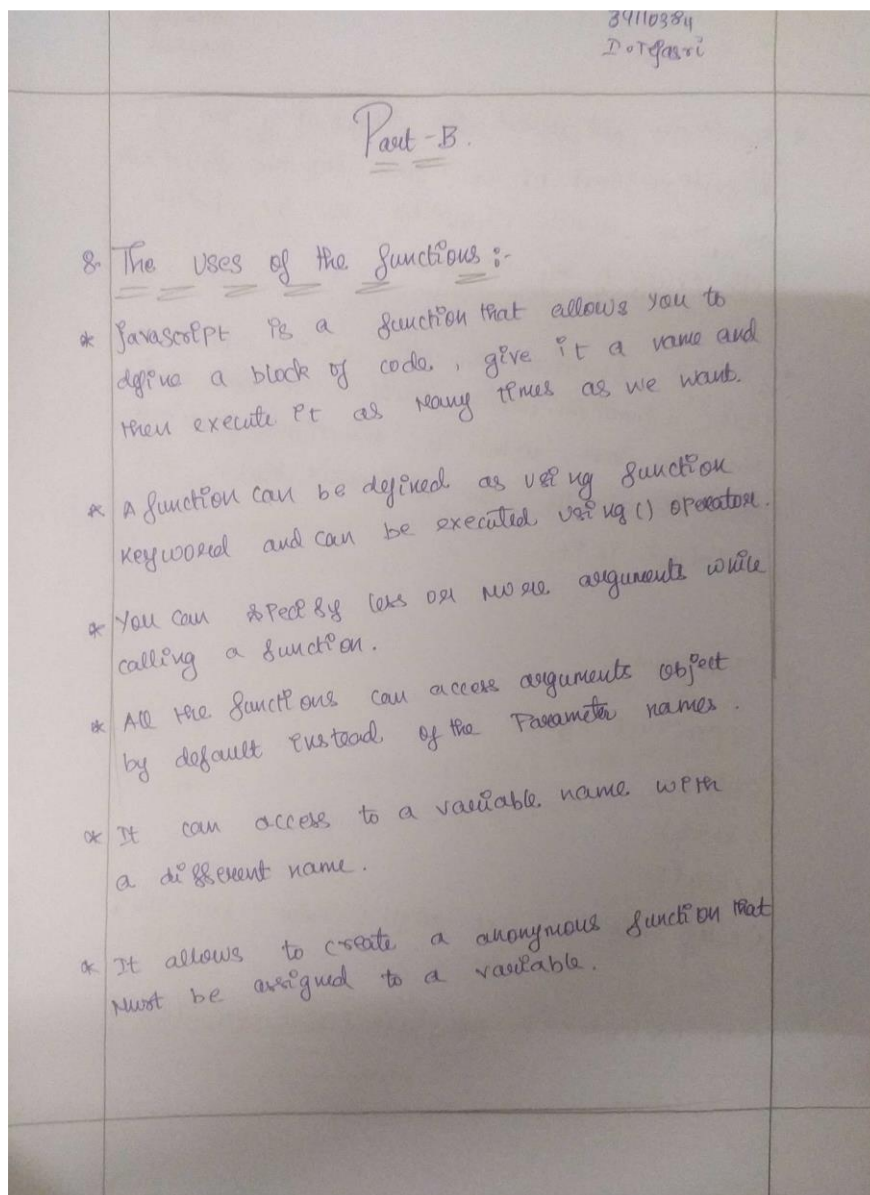 39110384
D.Tejasri
Part-B.
8. The uses of the functions:-
* Javascript is a function that allows you to
define a block of code, give it a name and
then execute it as many times as we want.
* A function can be defined as using function
keyword and can be executed using () operator.
* You can specify less or more arguments while
calling a function.
* All the functions can access arguments object
by default instead of the Parameter names.
* It can access to a variable name with
a different name.
* It allows to create a anonymous function that
must be assigned to a variable.